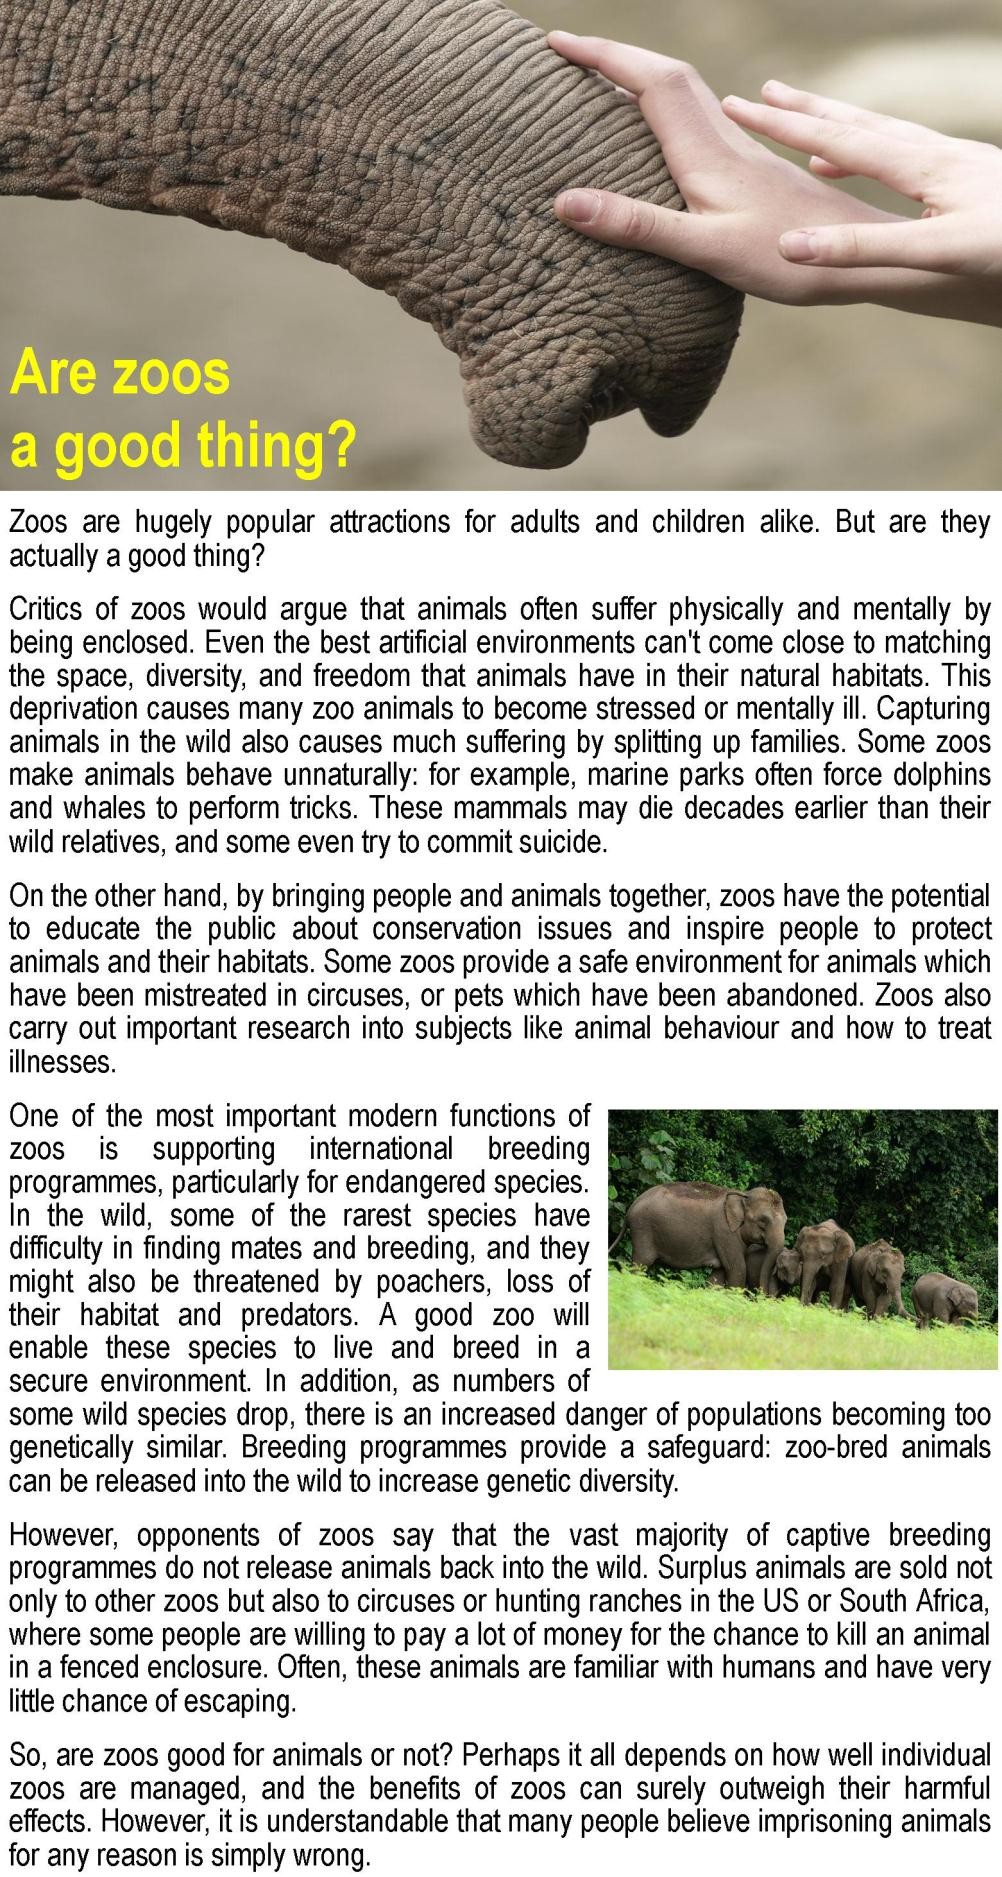 Are zoos
a good thing?
Zoos are hugely popular attractions for adults and children alike. But are they
actually a good thing?
Critics of zoos would argue that animals often suffer physically and mentally by
being enclosed. Even the best artificial environments can't come close to matching
the space, diversity, and freedom that animals have in their natural habitats. This
deprivation causes many zoo animals to become stressed or mentally ill. Capturing
animals in the wild also causes much suffering by splitting up families. Some zoos
make animals behave unnaturally: for example, marine parks often force dolphins
and whales to perform tricks. These mammals may die decades earlier than their
wild relatives, and some even try to commit suicide.
On the other hand, by bringing people and animals together, zoos have the potential
to educate the public about conservation issues and inspire people to protect
animals and their habitats. Some zoos provide a safe environment for animals which
have been mistreated in circuses, or pets which have been abandoned. Zoos also
carry out important research into subjects like animal behaviour and how to treat
illnesses.
One of the most important modern functions of
zoos is supporting international breeding
programmes, particularly for endangered species.
In the wild, some of the rarest species have
difficulty in finding mates and breeding, and they
might also be threatened by poachers, loss of
their habitat and predators. A good zoo will
enable these species to live and breed in a
secure environment. In addition, as numbers of
some wild species drop, there is an increased danger of populations becoming too
genetically similar. Breeding programmes provide a safeguard: zoo-bred animals
can be released into the wild to increase genetic diversity.
However, opponents of zoos say that the vast majority of captive breeding
programmes do not release animals back into the wild. Surplus animals are sold not
only to other zoos but also to circuses or hunting ranches in the US or South Africa,
where some people are willing to pay a lot of money for the chance to kill an animal
in a fenced enclosure. Often, these animals are familiar with humans and have very
little chance of escaping.
So, are zoos good for animals or not? Perhaps it all depends on how well individual
zoos are managed, and the benefits of zoos can surely outweigh their harmful
effects. However, it is understandable that many people believe imprisoning animals
for any reason is simply wrong.